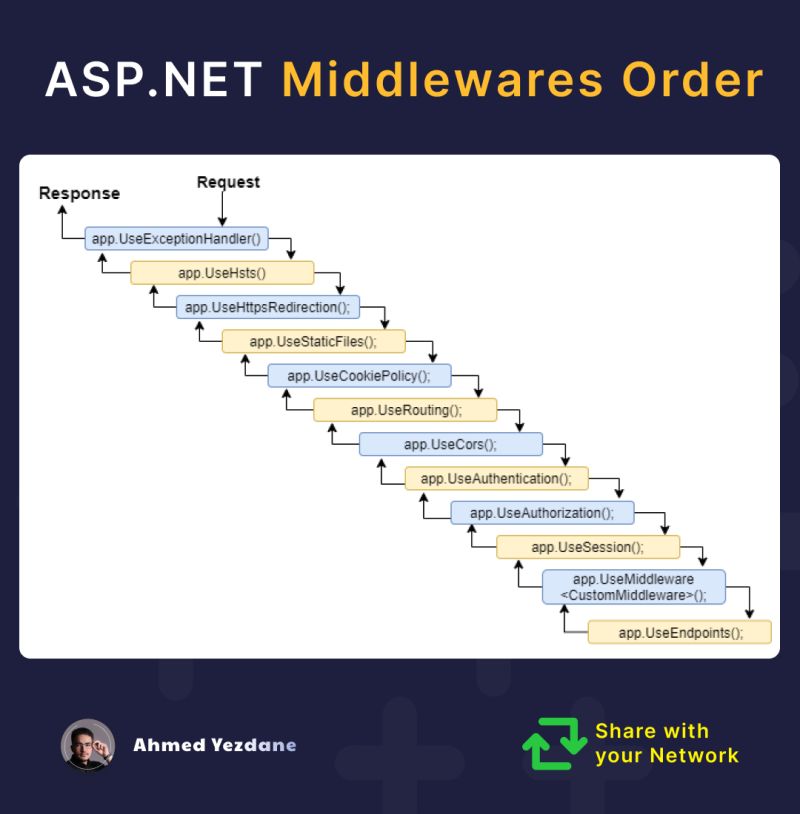 ASP.NET Middlewares Order
Request
Response
app.UseExceptionHandler()
app.UseHsts()
app.UseHttpsRedirection();
app.UseStaticFiles();
app.UseCookiePolicy();
app.UseRouting();
app.UseCors();
app.UseAuthentication();
app.UseAuthorization();
app.UseSession();
app.UseMiddleware
<CustomMiddleware>();
app.UseEndpoints();
Ahmed Yezdane
Share with
your Network